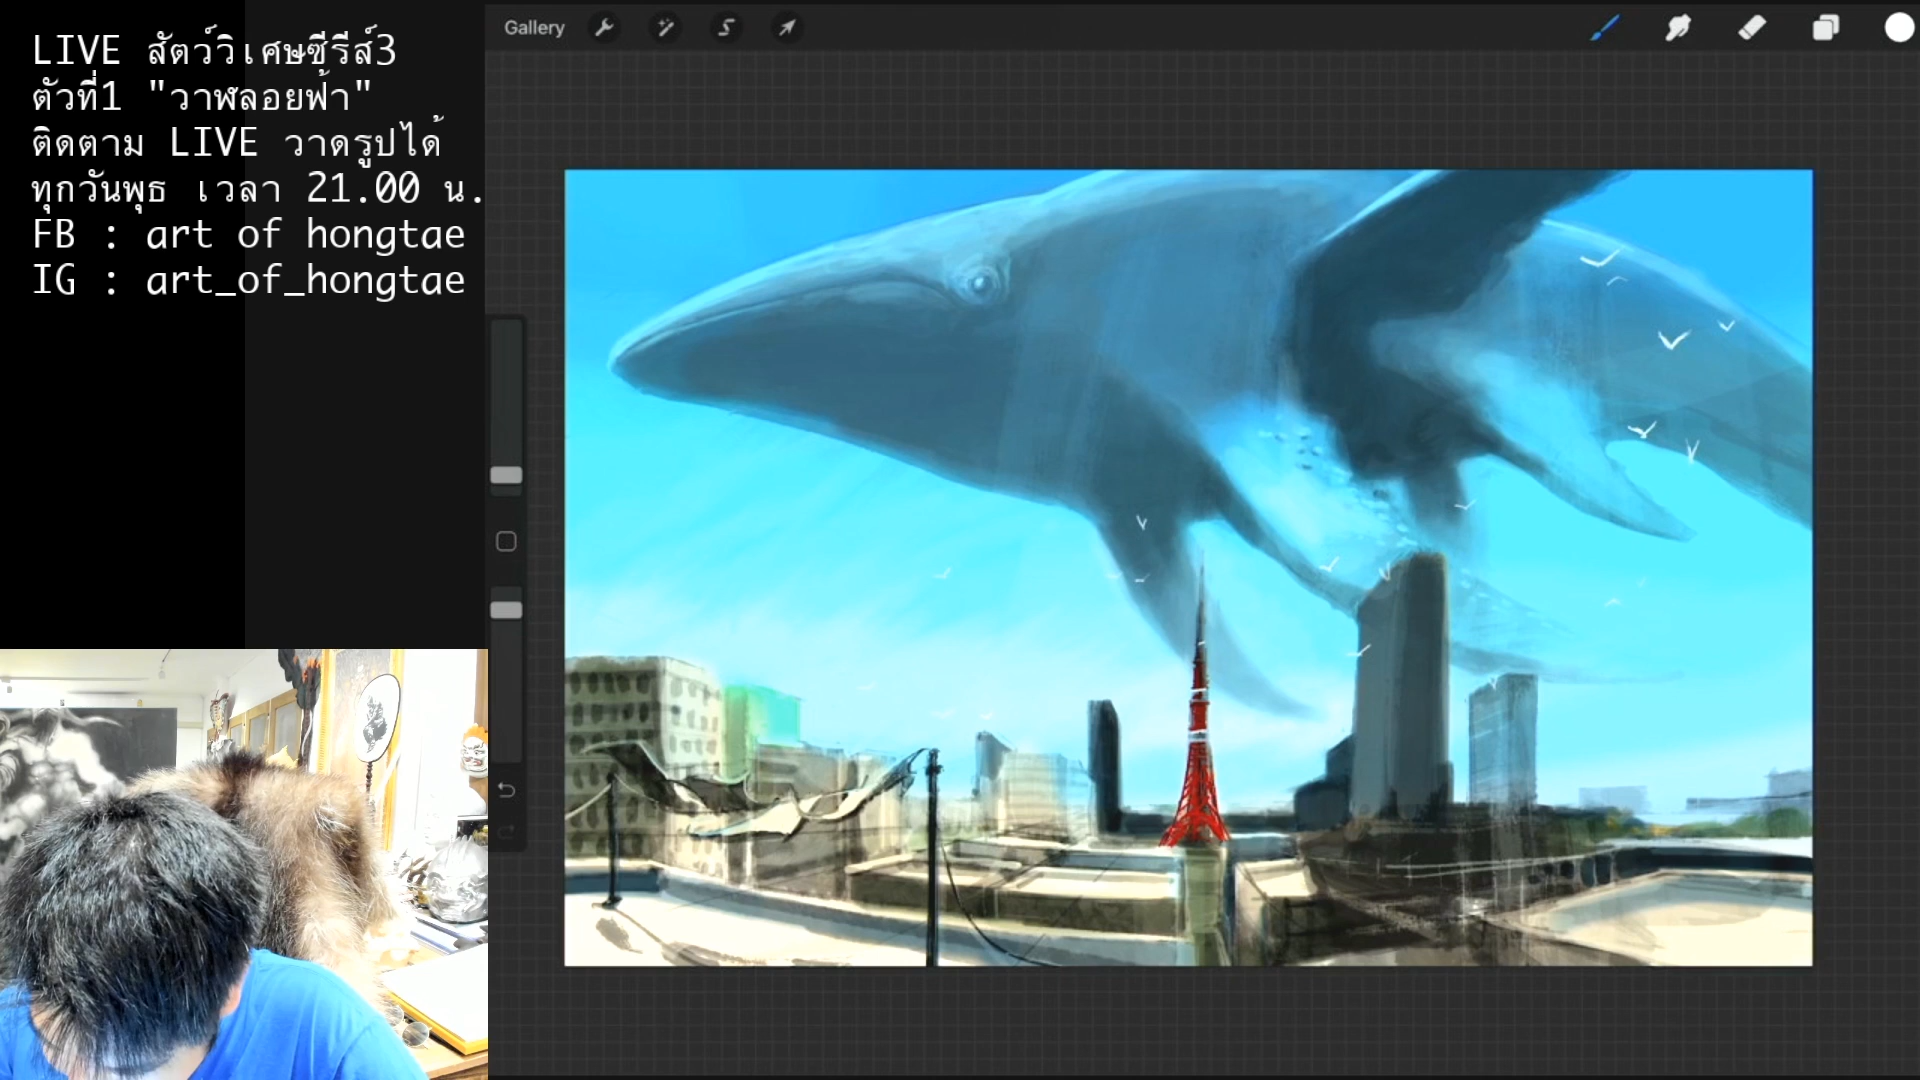 LIVE สัตว์วิเศษซีรีส์3
ตัวที่1 "วาฬลอยฟ้า"
ติดตาม LIVE วาดรูปได้
ทุกวันพุธ เวลา 21.00 น.
FB : art of hongtae
IG : art_of_hongtae
Gallery